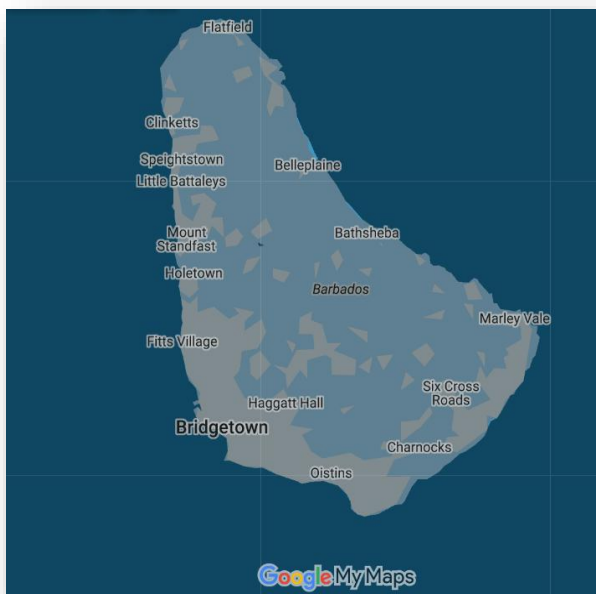 Flatfield
Clinketts
Speightstown
Belleplaine
Little Battaleys
Mount
Standfast
Bathsheba
Holetown
Barbados
Marley Vale
Fitts Village
Six Cross
Roads
Haggatt Hall
Bridgetown
Charnocks
Oistins
Google My Maps